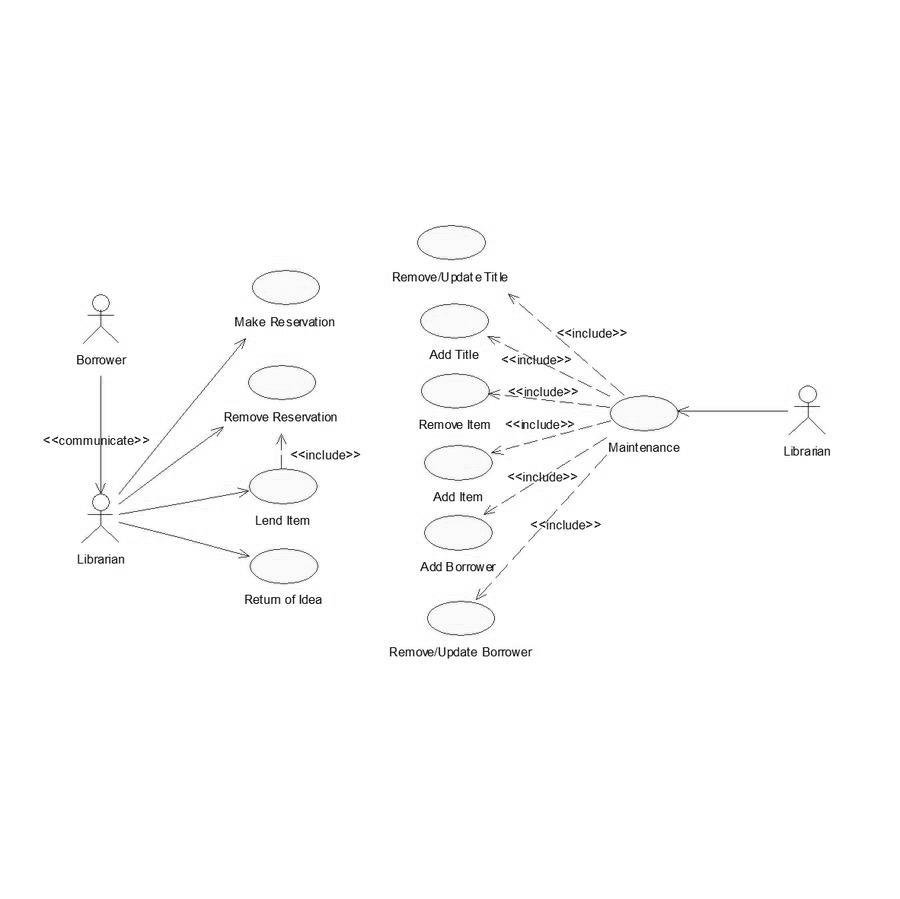 Borrower
<<communicate>>
Librarian
Make Reservation
Remove Reservation
<<include>>
Lend Item
Return of Idea
Remove/Update Title
<<include>>
Add Title
<<include>>
Remove Item
<<include>>
Add Item
<<include>>
Add Borrower
<<include>>
Remove/Update Borrower
<<include>>
Maintenance
Librarian